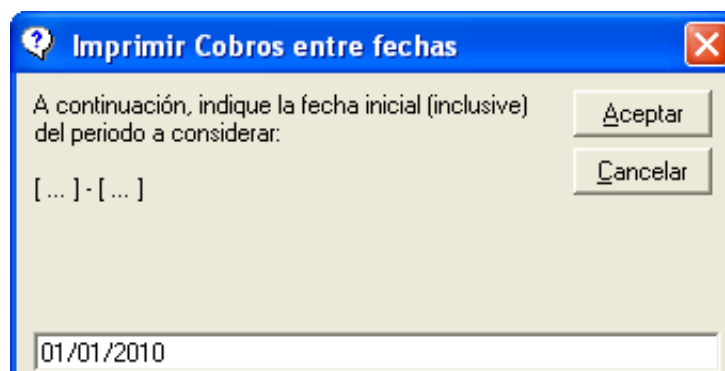 Imprimir Cobros entre fechas
A continuación, indique la fecha inicial (inclusive)
del periodo a considerar:
Aceptar
Cancelar
[ ... ] - [ ... ]
01/01/2010